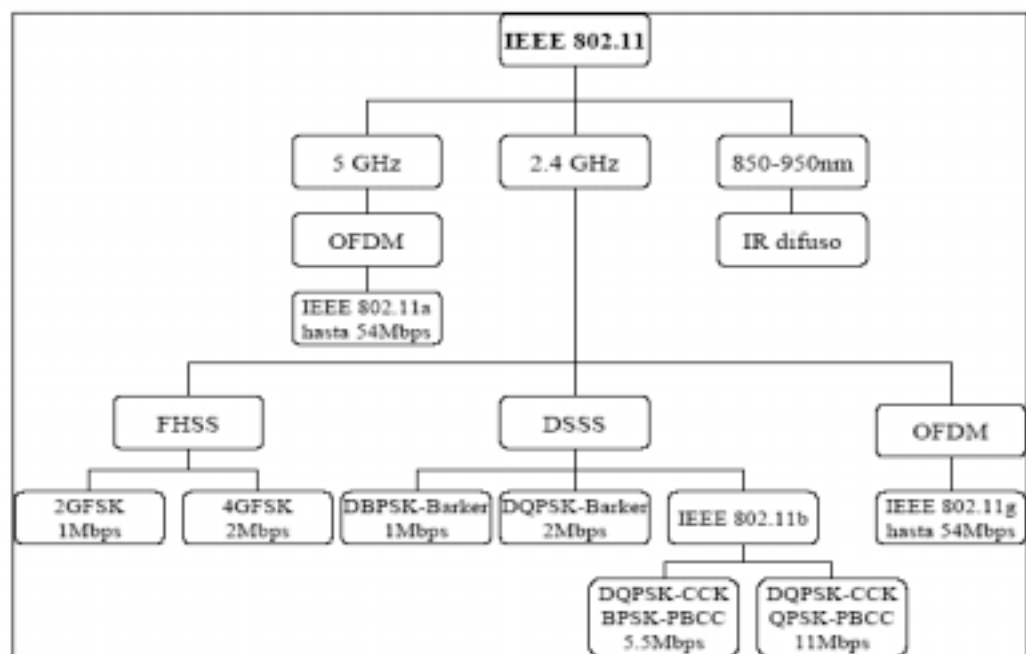 IEEE 802.11
5 GHz
2.4 GHz
850-950nm
OFDM
IR difuso
IEEE 802.11a
hasta 54Mbps
FHSS
DSSS
OFDM
2GFSK
1Mbps
4GFSK
2Mbps
DBPSK-Barker
1Mbps
DQPSK-Barker
2Mbps
IEEE 802.11b
IEEE 802.11g
hasta 54Mbps
DQPSK-CCK
BPSK-PBCC
5.5Mbps
DQPSK-CCK
QPSK-PBCC
11Mbps